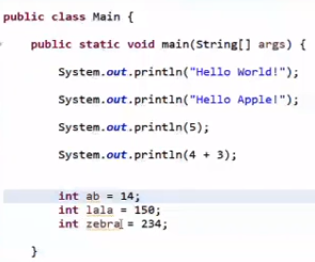 public class Main {
public static void main(String[] args) {
System.out.println("Hello World!");
System.out.println("Hello Apple!");
System.out.println(5);
System.out.println(4 + 3);
int ab = 14;
int lala = 150;
int zebra = 234;
}